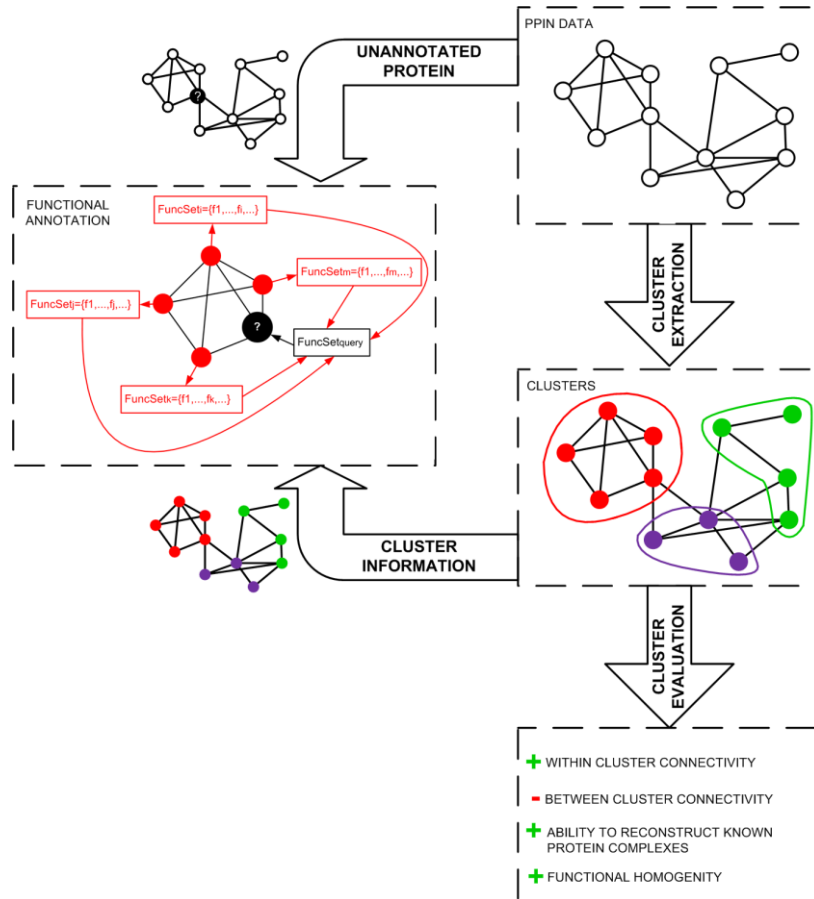 PPIN DATA
UNANNOTATED
PROTEIN
?
FUNCTIONAL
ANNOTATION
FuncSeti={f1,...,fi,...}
FuncSetm={f1,...,fm,...}
FuncSetj={f1,...,fj,...}
?
FuncSetquery
FuncSetk={f1,...,fk,...}
CLUSTER
EXTRACTION
CLUSTERS
CLUSTER
INFORMATION
CLUSTER
EVALUATION
+ WITHIN CLUSTER CONNECTIVITY
- BETWEEN CLUSTER CONNECTIVITY
+ ABILITY TO RECONSTRUCT KNOWN
PROTEIN COMPLEXES
+ FUNCTIONAL HOMOGENITY